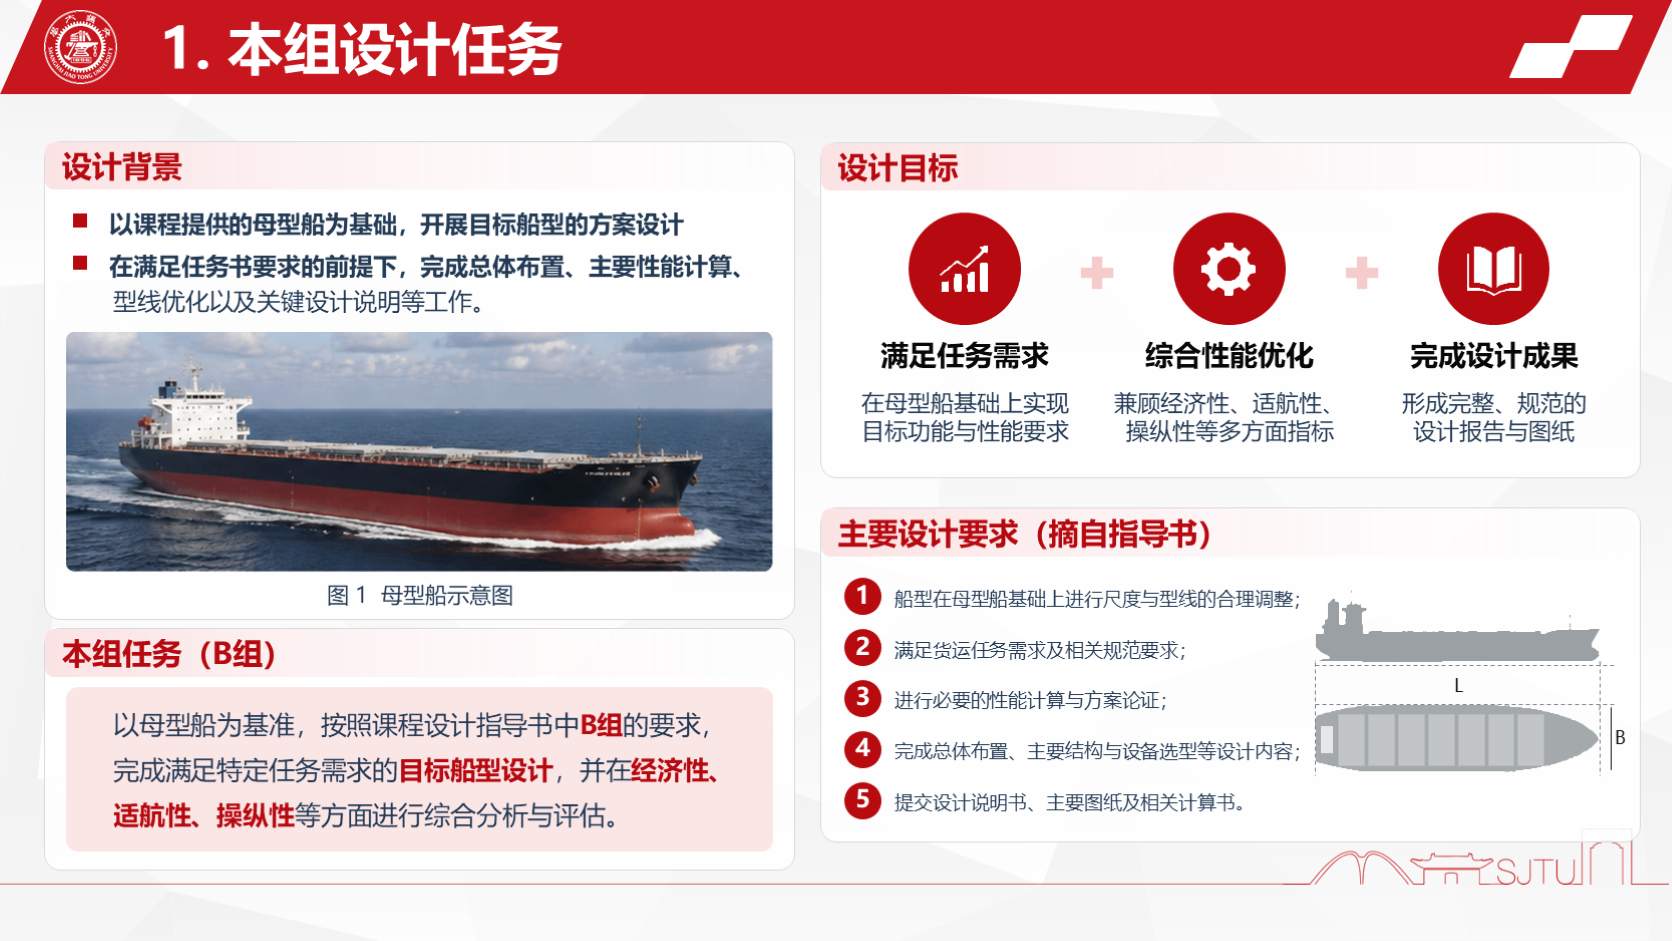 1. 本组设计任务
设计背景
以课程提供的母型船为基础，开展目标船型的方案设计
在满足任务书要求的前提下，完成总体布置、主要性能计算、
型线优化以及关键设计说明等工作。
图 1 母型船示意图
本组任务（B组）
以母型船为基准，按照课程设计指导书中B组的要求，
完成满足特定任务需求的目标船型设计，并在经济性、
适航性、操纵性等方面进行综合分析与评估。
设计目标
满足任务需求
在母型船基础上实现
目标功能与性能要求
综合性能优化
兼顾经济性、适航性、
操纵性等多方面指标
完成设计成果
形成完整、规范的
设计报告与图纸
主要设计要求（摘自指导书）
1 船型在母型船基础上进行尺度与型线的合理调整；
2 满足货运任务需求及相关规范要求；
3 进行必要的性能计算与方案论证；
4 完成总体布置、主要结构与设备选型等设计内容；
5 提交设计说明书、主要图纸及相关计算书。
L
B
SJTU
SHANGHAI JIAO TONG UNIVERSITY